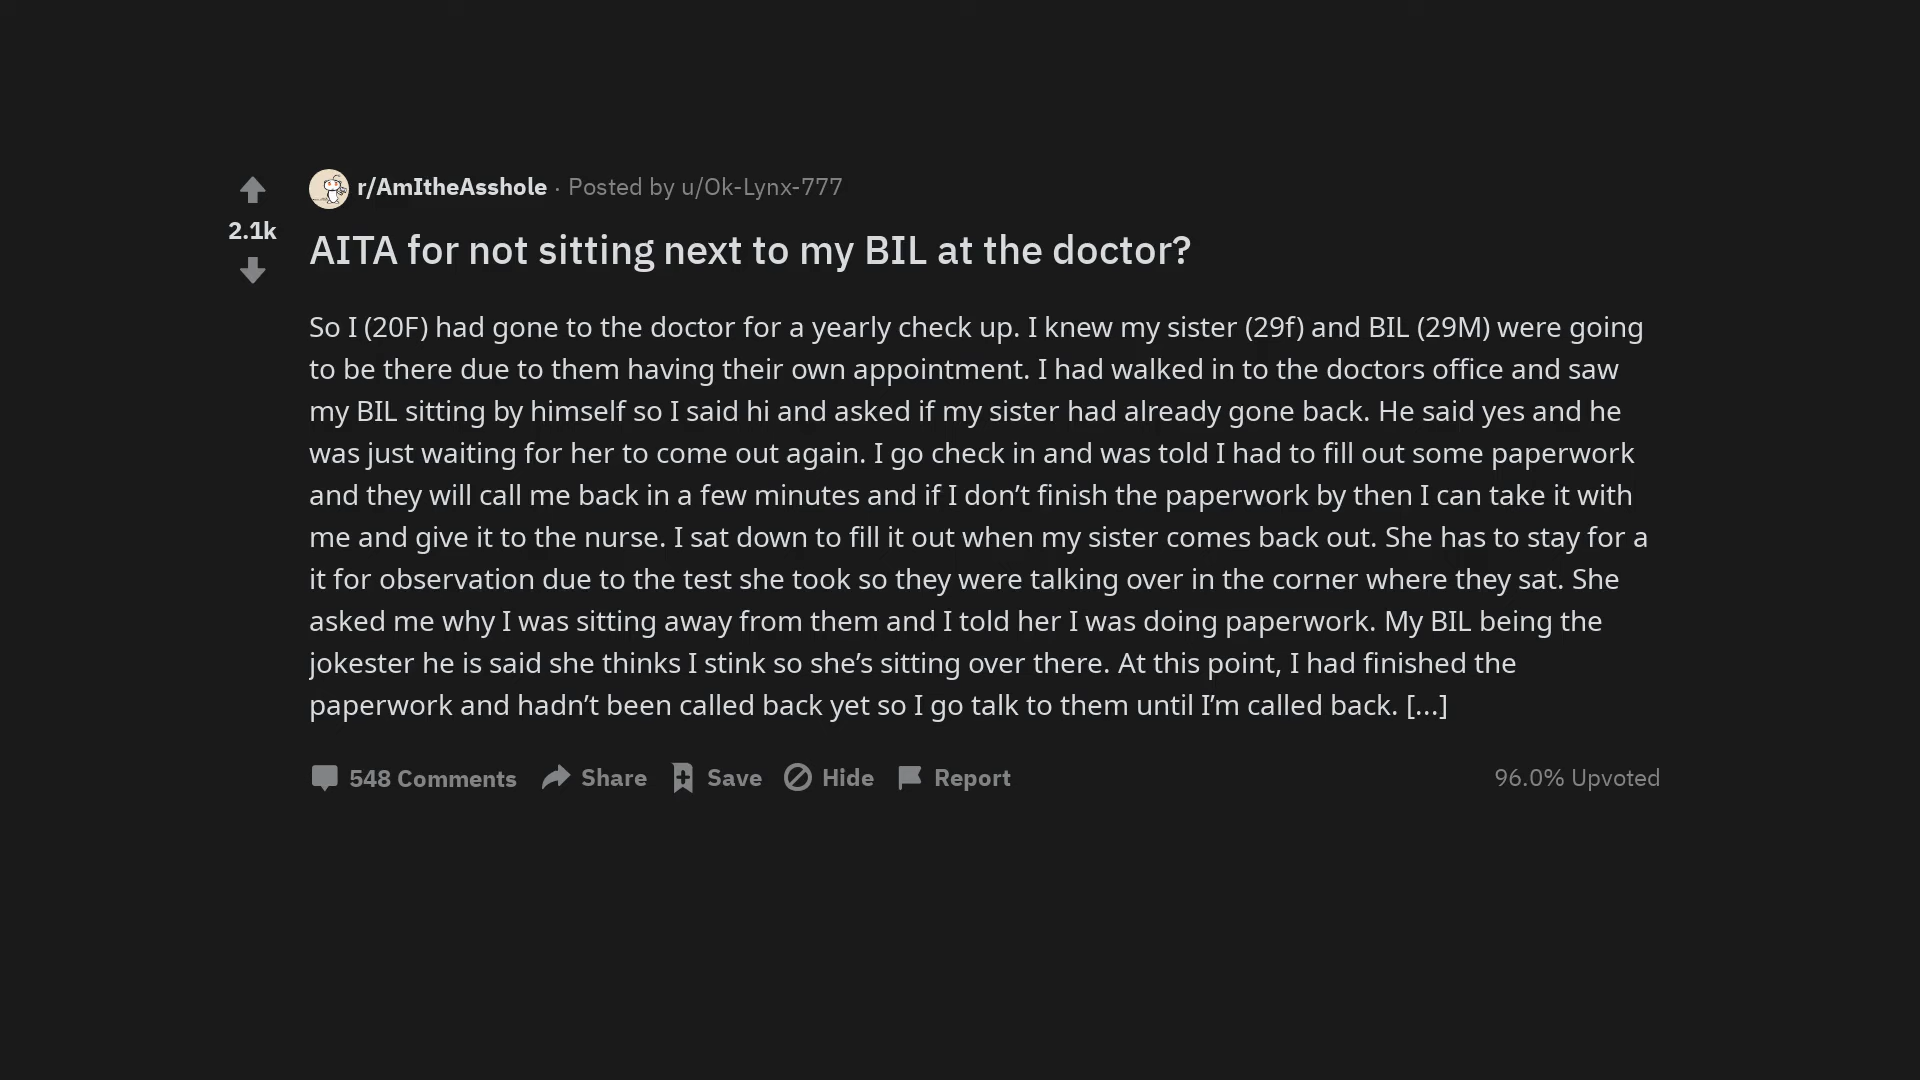 r/AmItheAsshole · Posted by u/Ok-Lynx-777
2.1k
AITA for not sitting next to my BIL at the doctor?
So I (20F) had gone to the doctor for a yearly check up. I knew my sister (29f) and BIL (29M) were going
to be there due to them having their own appointment. I had walked in to the doctors office and saw
my BIL sitting by himself so I said hi and asked if my sister had already gone back. He said yes and he
was just waiting for her to come out again. I go check in and was told I had to fill out some paperwork
and they will call me back in a few minutes and if I don’t finish the paperwork by then I can take it with
me and give it to the nurse. I sat down to fill it out when my sister comes back out. She has to stay for a
it for observation due to the test she took so they were talking over in the corner where they sat. She
asked me why I was sitting away from them and I told her I was doing paperwork. My BIL being the
jokester he is said she thinks I stink so she’s sitting over there. At this point, I had finished the
paperwork and hadn’t been called back yet so I go talk to them until I’m called back. [...]
548 Comments Share Save Hide Report 96.0% Upvoted